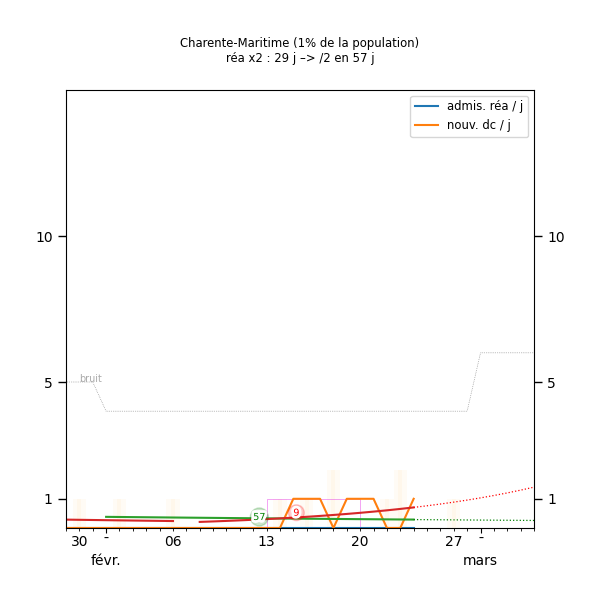 Charente-Maritime (1% de la population)
réa x2 : 29 j –> /2 en 57 j
admis. réa / j
nouv. dc / j
10 10
bruit
5 5
1 1
57 9
30 - 06 13 20 27 -
févr. mars